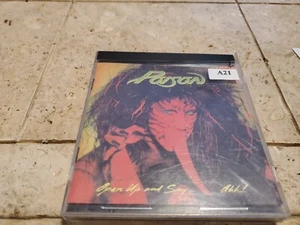 Poison
A21
Open Up and Say ... Ahh!